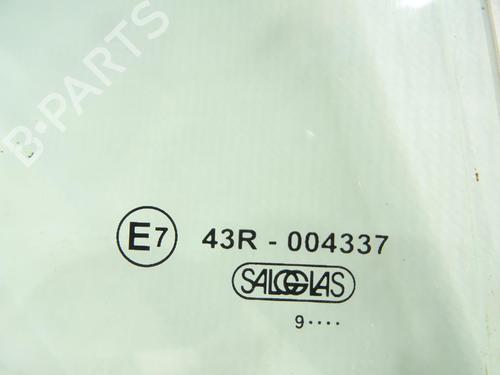 B-PARTS
E7 43R - 004337
SALGGLAS
9....